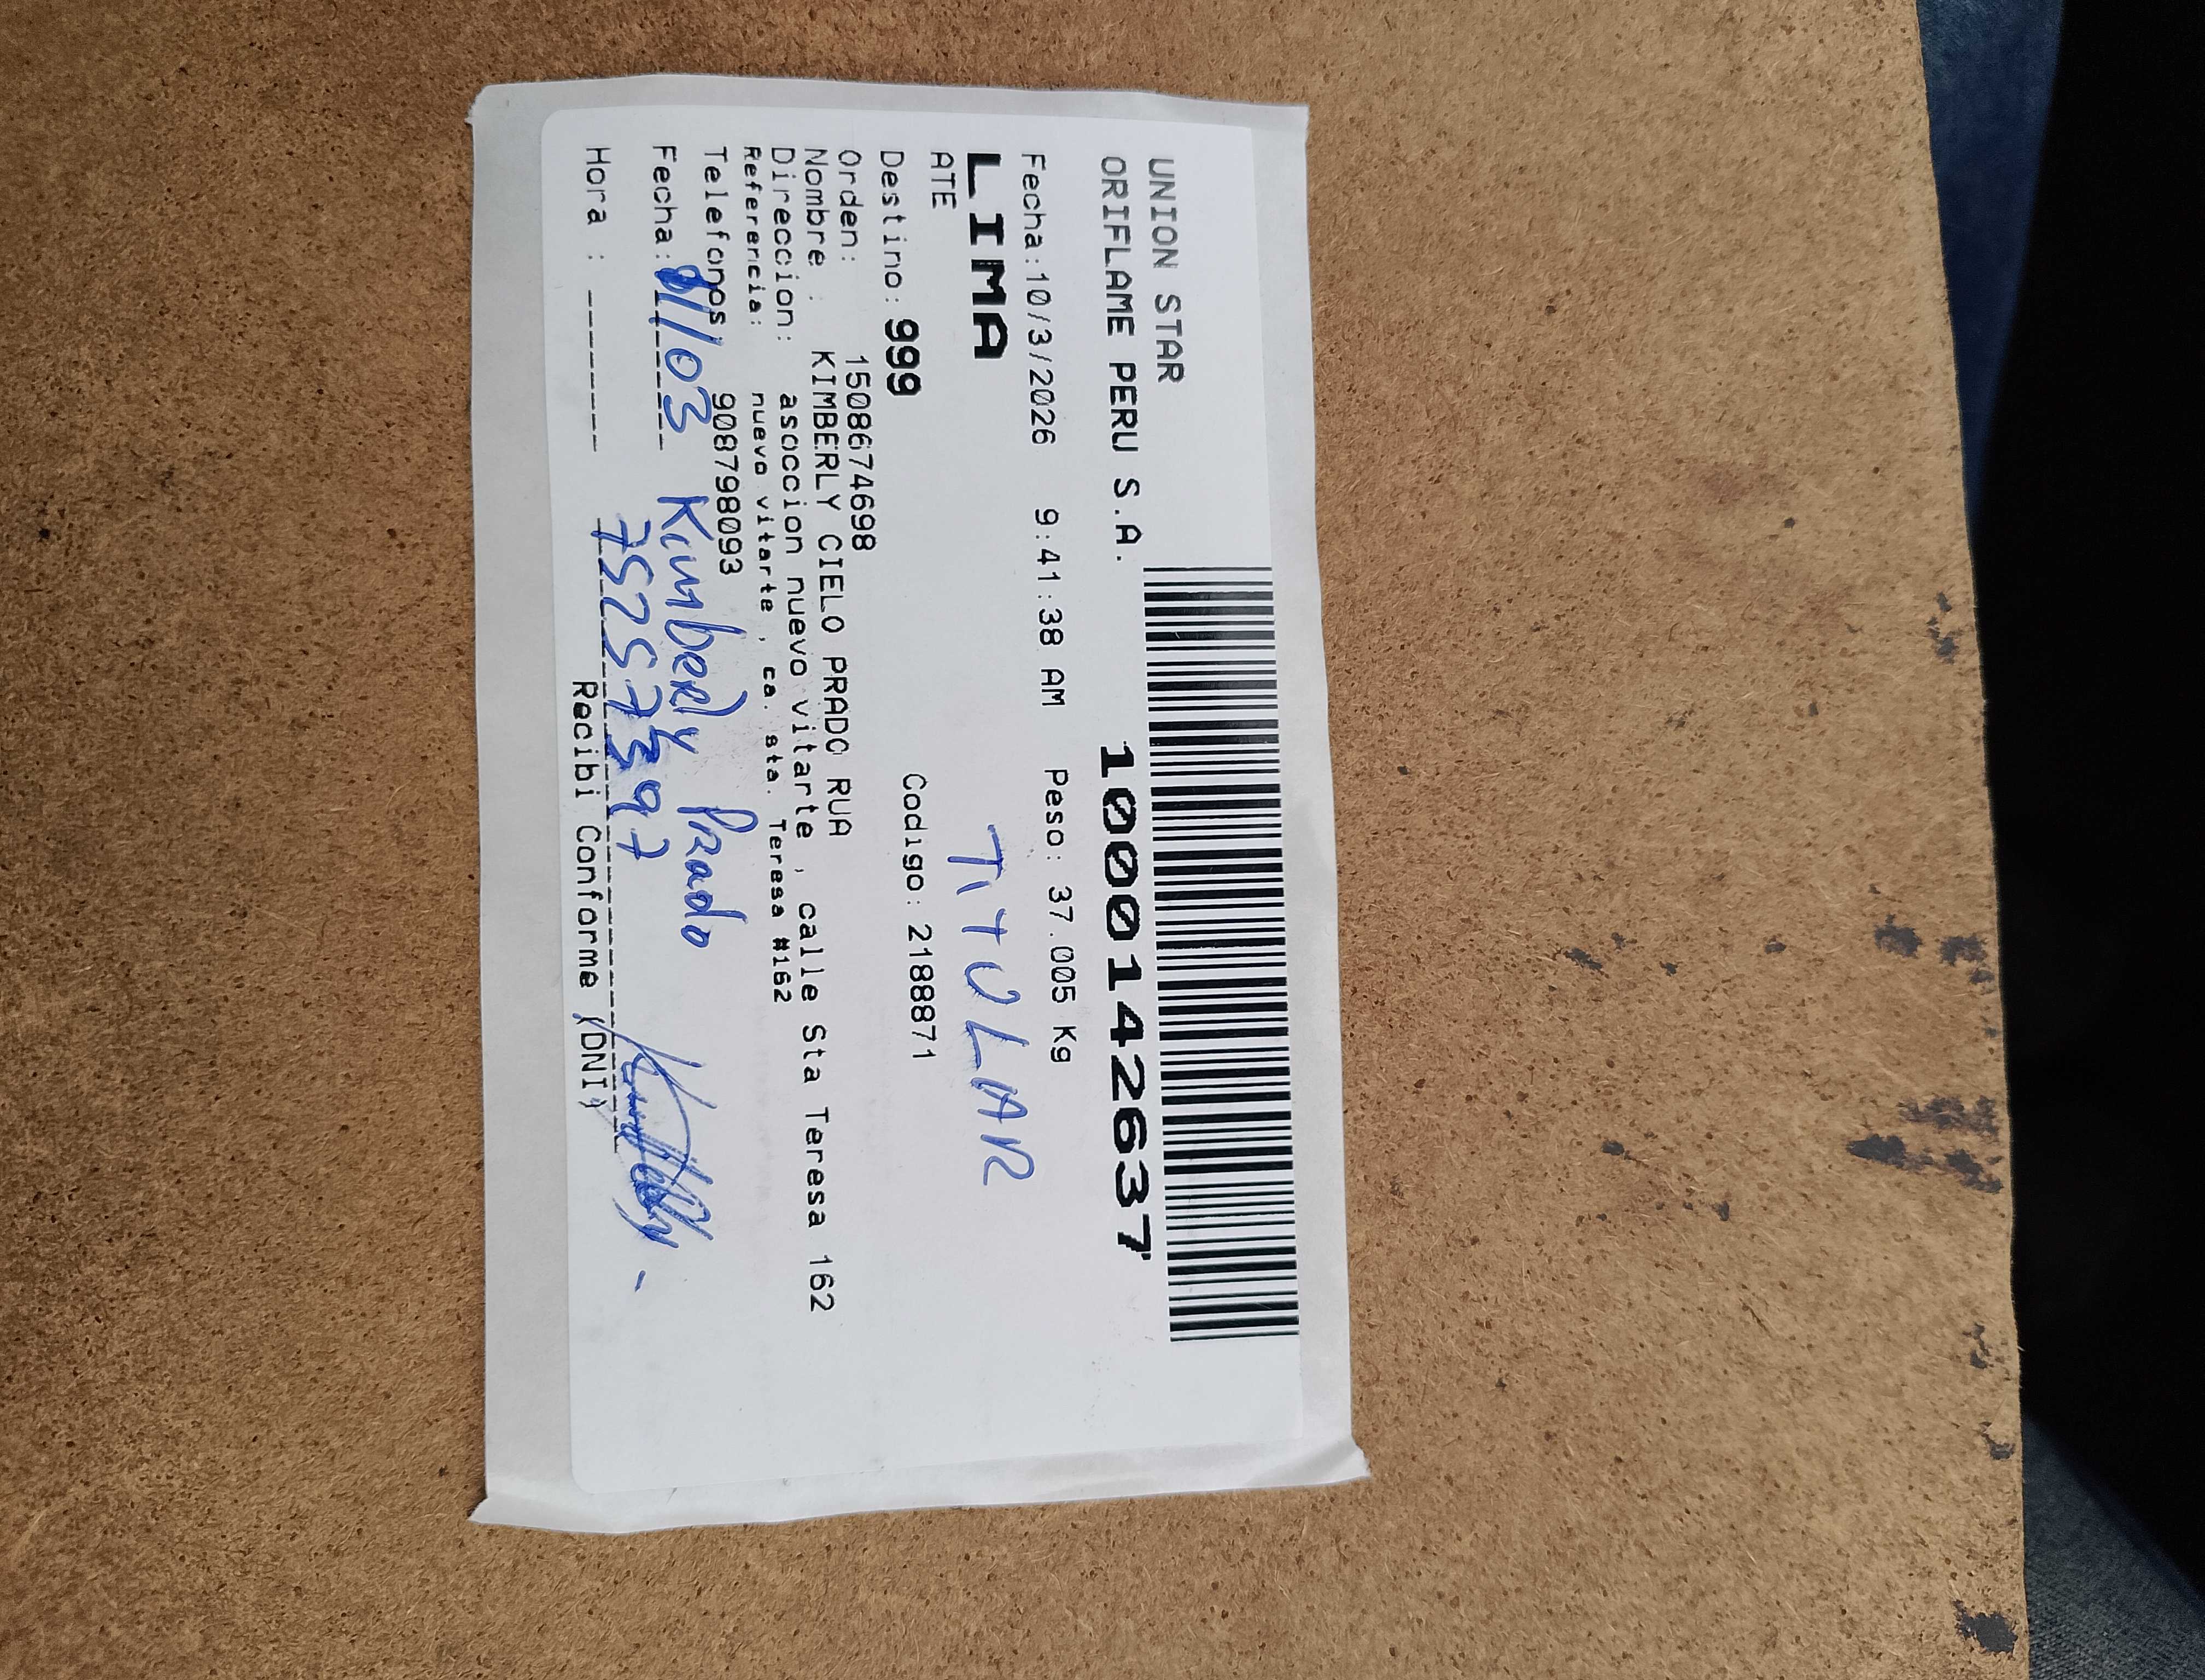 UNION STAR
ORIFLAME PERU S.A.
10000142637
Fecha:10/3/2026 9:41:38 AM Peso: 37.005 Kg
LIMA
TITULAR
ATE
Destino: 999 Codigo: 2188871
Orden: 1508674698
Nombre : KIMBERLY CIELO PRADO RUA
Direccion: asoccion nuevo vitarte , calle Sta Teresa 162
Referencia: nuevo vitarte , ca. sta. Teresa #162
Telefonos: 908798093
Fecha: /03 Kimberly Prado
Hora : 75257397
Recibi Conforme (DNI)